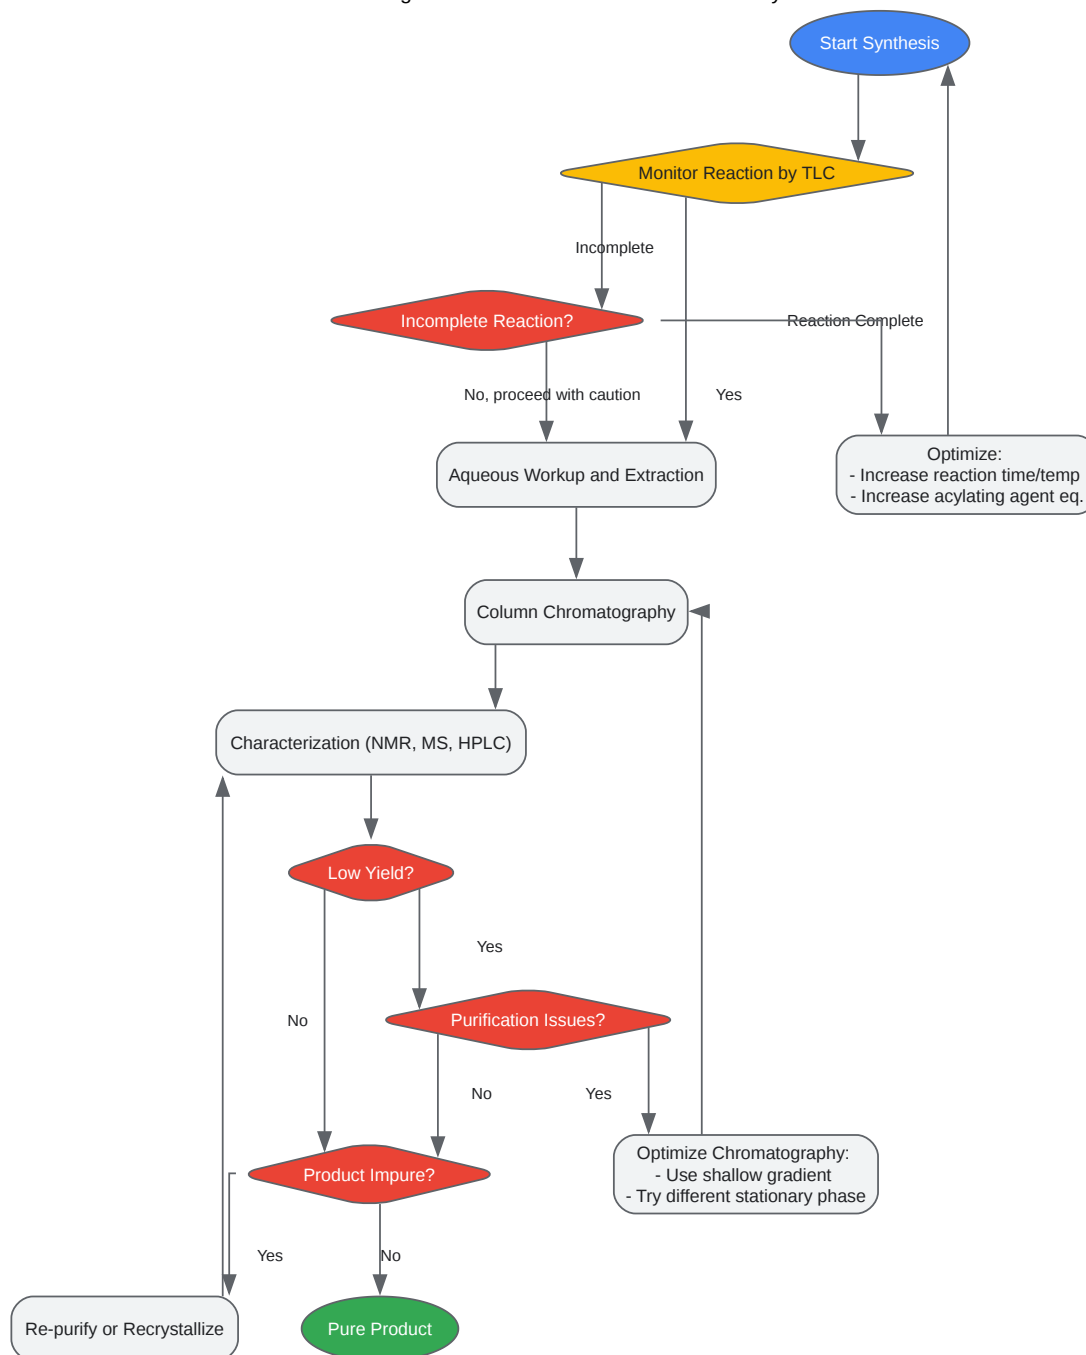 Start Synthesis
Monitor Reaction by TLC
Incomplete
Incomplete Reaction?
Reaction Complete
No, proceed with caution
Yes
Aqueous Workup and Extraction
Optimize:
- Increase reaction time/temp
- Increase acylating agent eq.
Column Chromatography
Characterization (NMR, MS, HPLC)
Low Yield?
Yes
No
Purification Issues?
No
Yes
Optimize Chromatography:
- Use shallow gradient
- Try different stationary phase
Product Impure?
Yes
No
Re-purify or Recrystallize
Pure Product